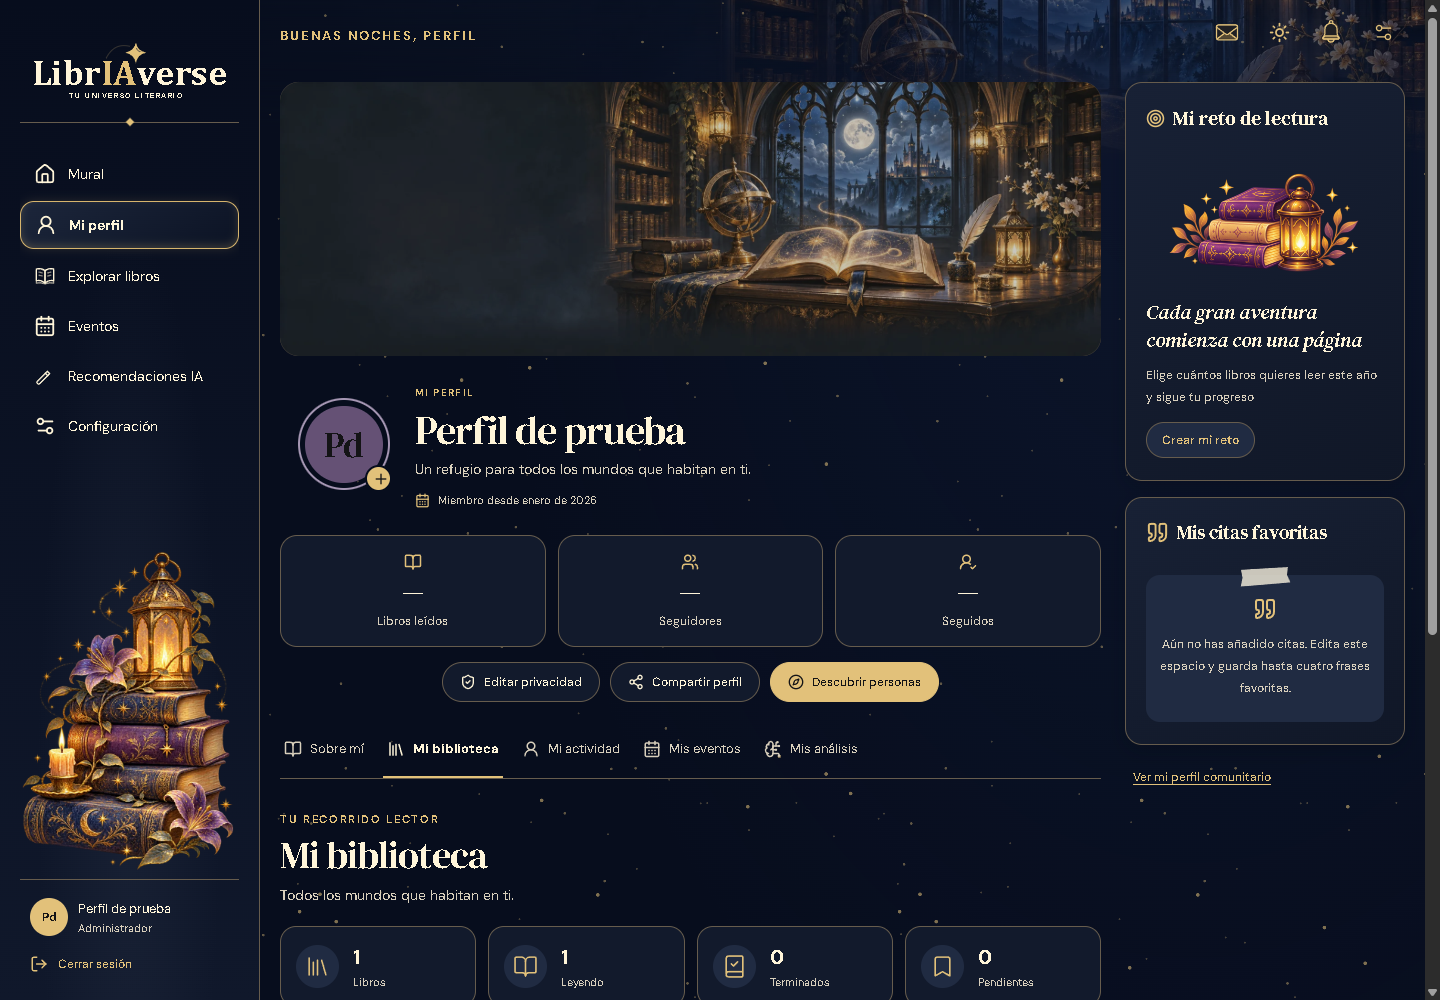 LibrIAverse
TU UNIVERSO LITERARIO
Mural
Mi perfil
Explorar libros
Eventos
Recomendaciones IA
Configuración
Pd
Perfil de prueba
Administrador
Cerrar sesión
BUENAS NOCHES, PERFIL
MI PERFIL
Pd
Perfil de prueba
Un refugio para todos los mundos que habitan en ti.
Miembro desde enero de 2026
—
Libros leídos
—
Seguidores
—
Seguidos
Editar privacidad
Compartir perfil
Descubrir personas
Sobre mí
Mi biblioteca
Mi actividad
Mis eventos
Mis análisis
TU RECORRIDO LECTOR
Mi biblioteca
Todos los mundos que habitan en ti.
1
Libros
1
Leyendo
0
Terminados
0
Pendientes
Mi reto de lectura
Cada gran aventura
comienza con una página
Elige cuántos libros quieres leer este año
y sigue tu progreso
Crear mi reto
Mis citas favoritas
Aún no has añadido citas. Edita este
espacio y guarda hasta cuatro frases
favoritas.
Ver mi perfil comunitario